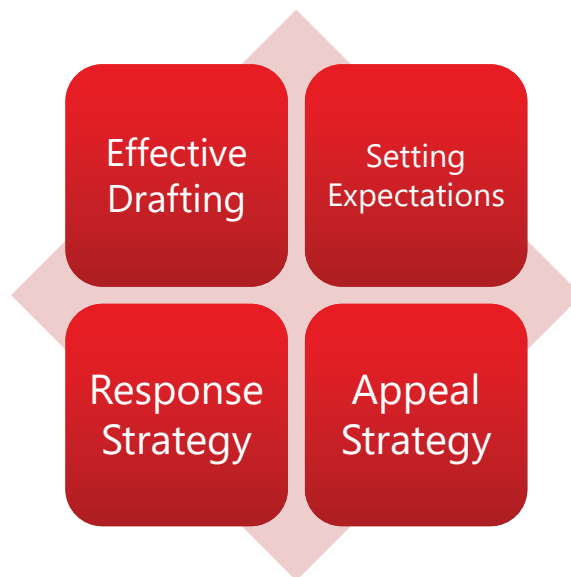 Effective
Drafting
Setting
Expectations
Response
Strategy
Appeal
Strategy